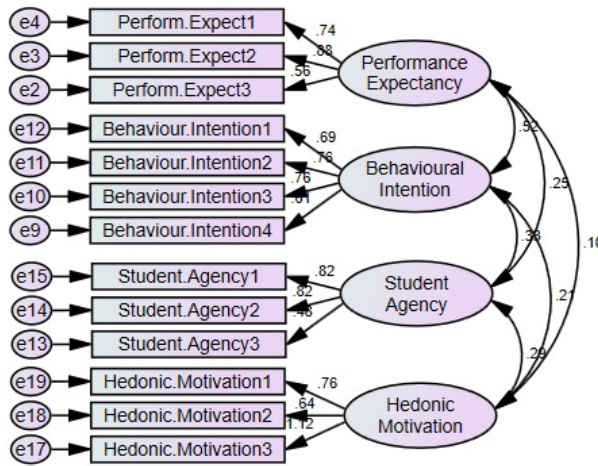 e4
Perform.Expect1
.74
e3
Perform.Expect2
.88
Performance
Expectancy
e2
Perform.Expect3
.56
e12
Behaviour.Intention1
.69
.52
e11
Behaviour.Intention2
.76
Behavioural
Intention
e10
Behaviour.Intention3
.76
.25
e9
Behaviour.Intention4
.61
.33
.10
e15
Student.Agency1
.82
Student
Agency
e14
Student.Agency2
.82
.21
e13
Student.Agency3
.48
.29
e19
Hedonic.Motivation1
.76
Hedonic
Motivation
e18
Hedonic.Motivation2
.64
e17
Hedonic.Motivation3
1.12